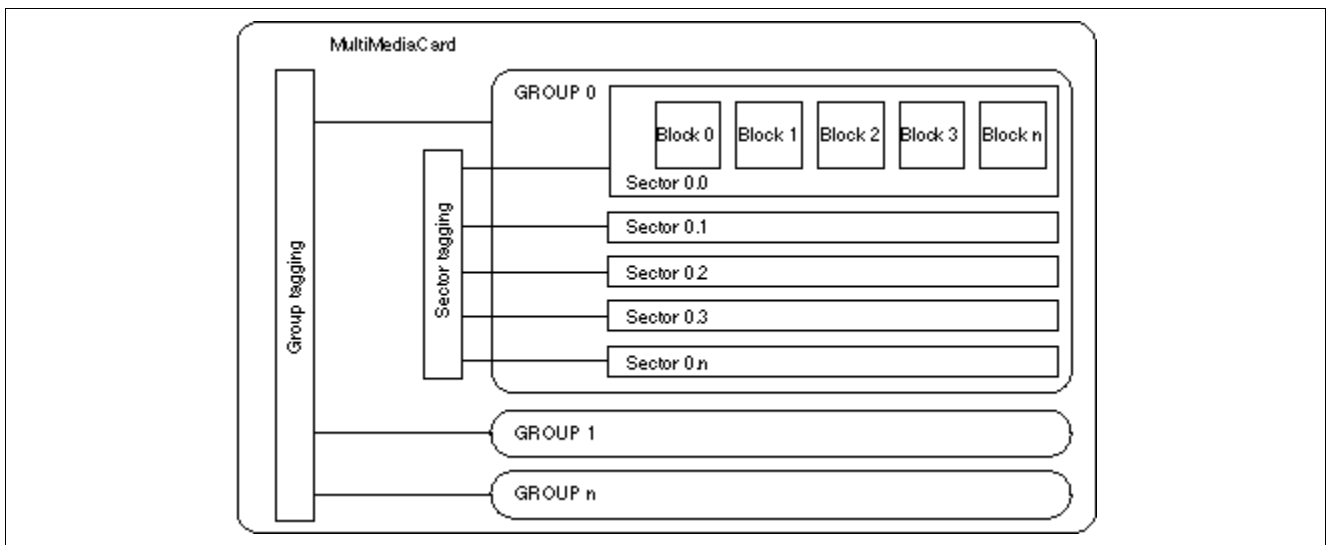 MultiMediaCard
GROUP 0
Block 0 Block 1 Block 2 Block 3 Block n
Sector 0.0
Sector 0.1
Sector 0.2
Sector 0.3
Sector 0.n
Sector tagging
Group tagging
GROUP 1
GROUP n